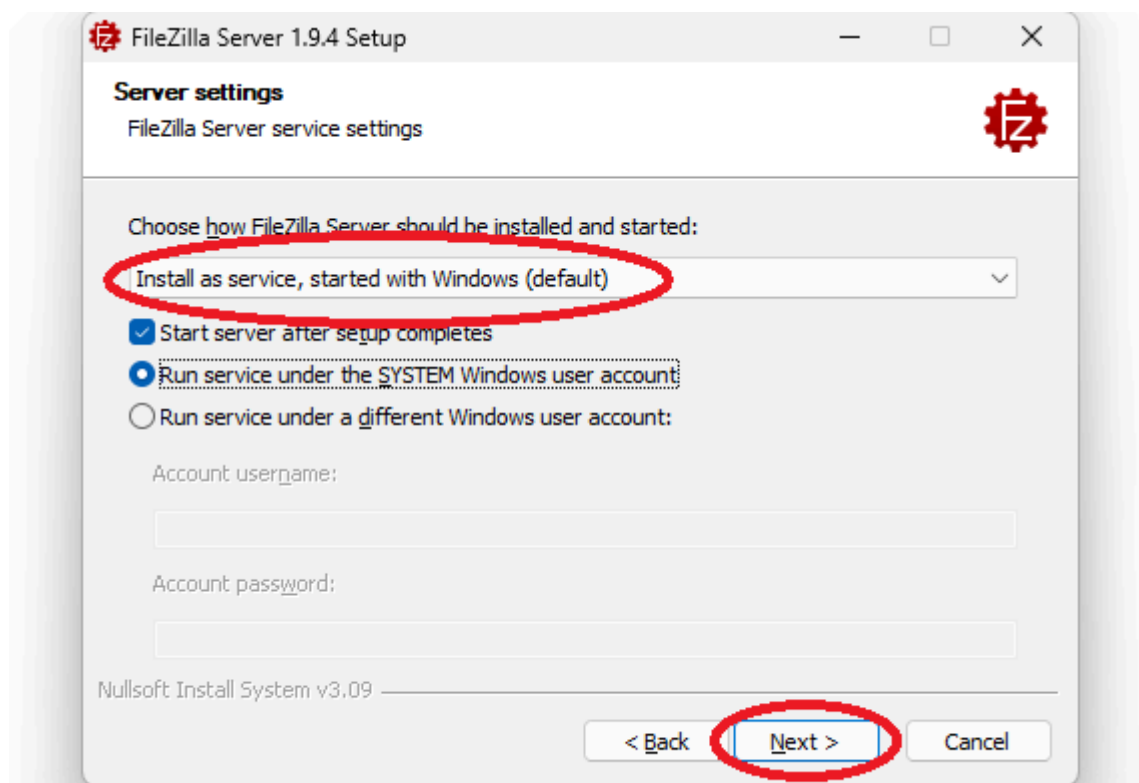 FileZilla Server 1.9.4 Setup
Server settings
FileZilla Server service settings
Choose how FileZilla Server should be installed and started:
Install as service, started with Windows (default)
Start server after setup completes
Run service under the SYSTEM Windows user account
Run service under a different Windows user account:
Account username:
Account password:
Nullsoft Install System v3.09
< Back Next > Cancel